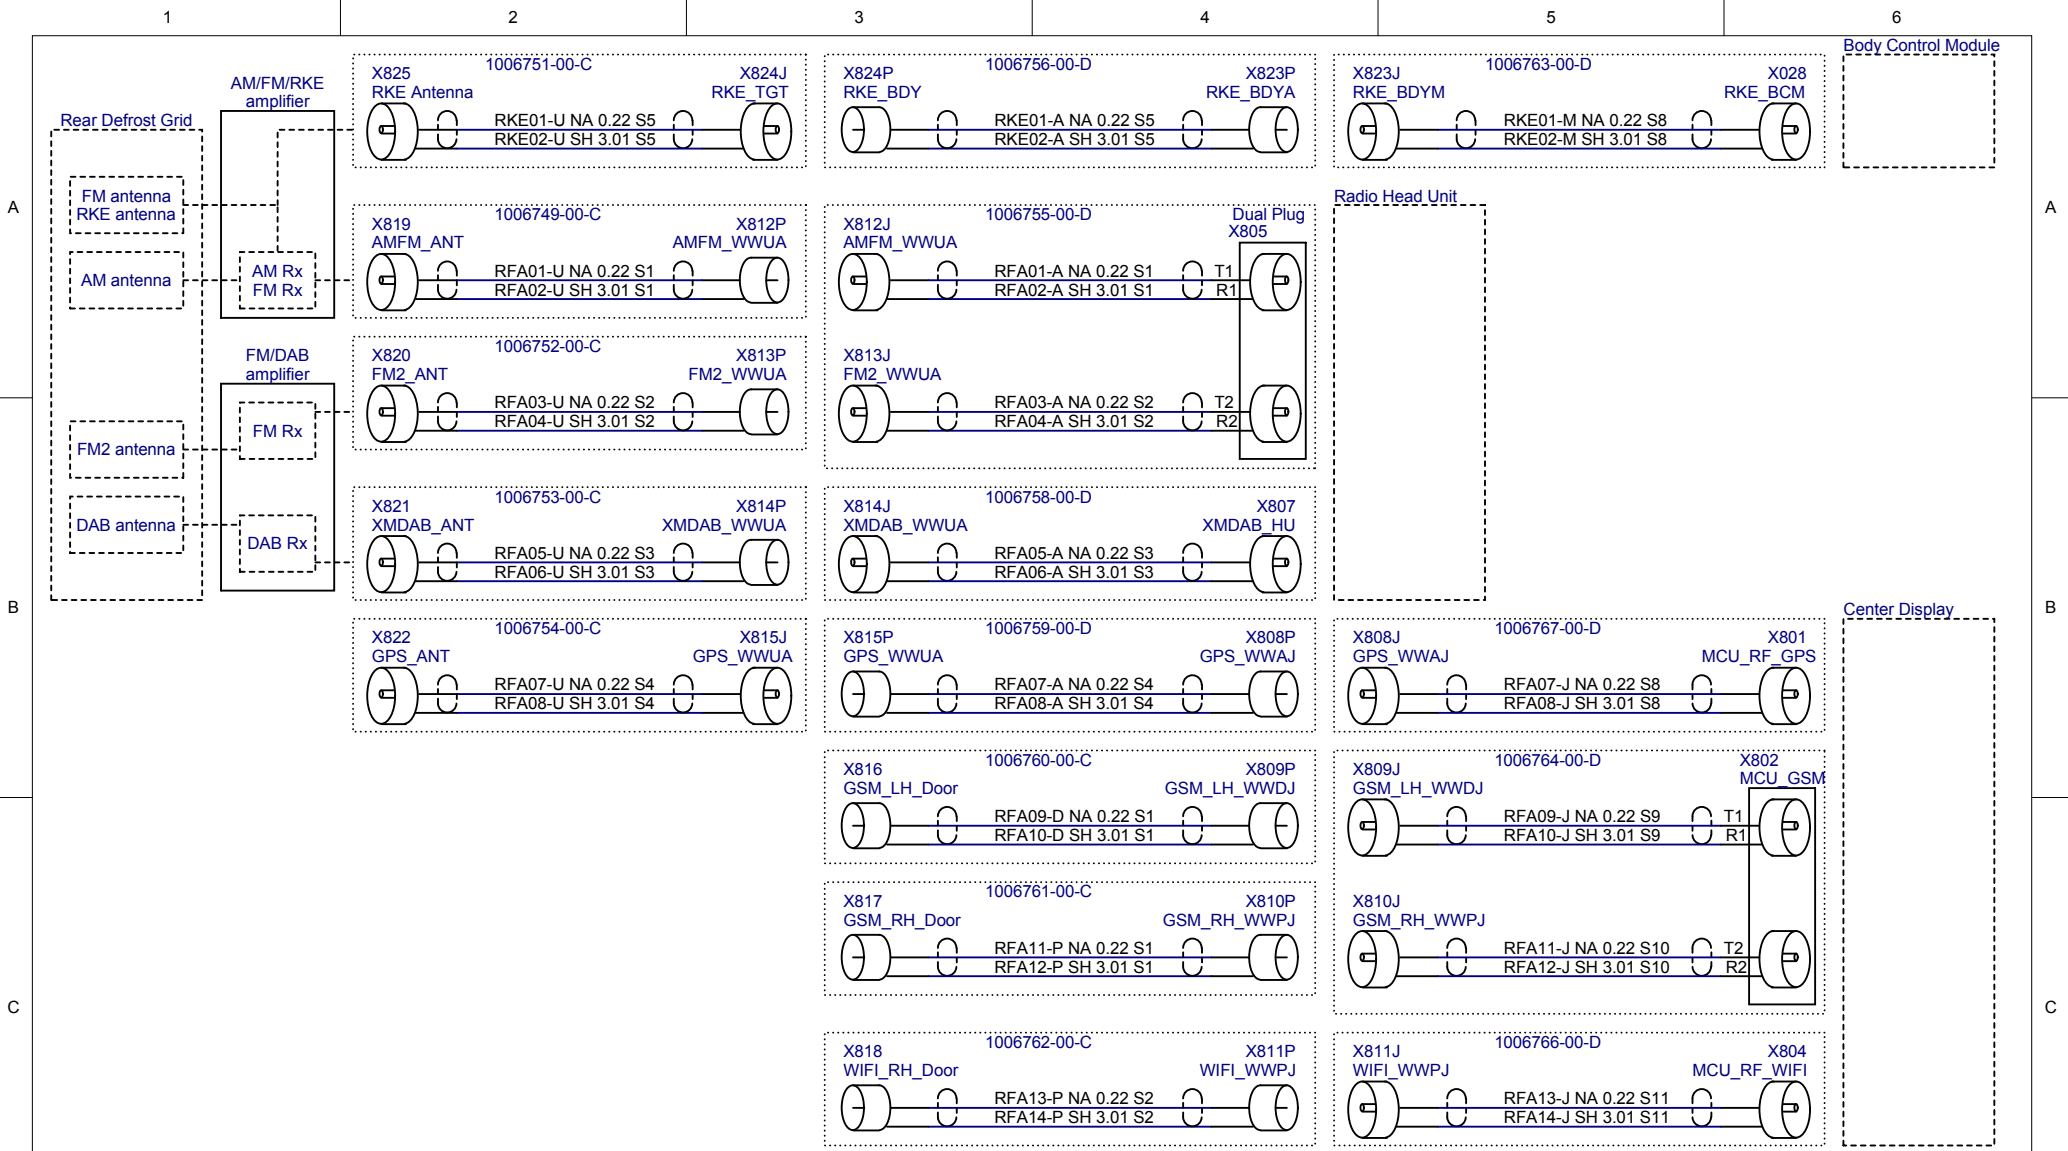 1 2 3 4 5 6
A A
B B
C C
Rear Defrost Grid
FM antenna
RKE antenna
AM antenna
FM2 antenna
DAB antenna
AM/FM/RKE
amplifier
AM Rx
FM Rx
FM/DAB
amplifier
FM Rx
DAB Rx
1006751-00-C
X825 X824J
RKE Antenna RKE_TGT
RKE01-U NA 0.22 S5
RKE02-U SH 3.01 S5
1006756-00-D
X824P X823P
RKE_BDY RKE_BDYA
RKE01-A NA 0.22 S5
RKE02-A SH 3.01 S5
1006763-00-D
X823J X028
RKE_BDYM RKE_BCM
RKE01-M NA 0.22 S8
RKE02-M SH 3.01 S8
Body Control Module
1006749-00-C
X819 X812P
AMFM_ANT AMFM_WWUA
RFA01-U NA 0.22 S1
RFA02-U SH 3.01 S1
1006755-00-D
Dual Plug
X812J X805
AMFM_WWUA
RFA01-A NA 0.22 S1 T1
RFA02-A SH 3.01 S1 R1
X813J
FM2_WWUA
RFA03-A NA 0.22 S2 T2
RFA04-A SH 3.01 S2 R2
Radio Head Unit
1006752-00-C
X820 X813P
FM2_ANT FM2_WWUA
RFA03-U NA 0.22 S2
RFA04-U SH 3.01 S2
1006753-00-C
X821 X814P
XMDAB_ANT XMDAB_WWUA
RFA05-U NA 0.22 S3
RFA06-U SH 3.01 S3
1006758-00-D
X814J X807
XMDAB_WWUA XMDAB_HU
RFA05-A NA 0.22 S3
RFA06-A SH 3.01 S3
1006754-00-C
X822 X815J
GPS_ANT GPS_WWUA
RFA07-U NA 0.22 S4
RFA08-U SH 3.01 S4
1006759-00-D
X815P X808P
GPS_WWUA GPS_WWAJ
RFA07-A NA 0.22 S4
RFA08-A SH 3.01 S4
1006767-00-D
X808J X801
GPS_WWAJ MCU_RF_GPS
RFA07-J NA 0.22 S8
RFA08-J SH 3.01 S8
Center Display
1006760-00-C
X816 X809P
GSM_LH_Door GSM_LH_WWDJ
RFA09-D NA 0.22 S1
RFA10-D SH 3.01 S1
1006764-00-D
X809J X802
GSM_LH_WWDJ MCU_GSM
RFA09-J NA 0.22 S9 T1
RFA10-J SH 3.01 S9 R1
X810J
GSM_RH_WWPJ
RFA11-J NA 0.22 S10 T2
RFA12-J SH 3.01 S10 R2
1006761-00-C
X817 X810P
GSM_RH_Door GSM_RH_WWPJ
RFA11-P NA 0.22 S1
RFA12-P SH 3.01 S1
1006762-00-C
X818 X811P
WIFI_RH_Door WIFI_WWPJ
RFA13-P NA 0.22 S2
RFA14-P SH 3.01 S2
1006766-00-D
X811J X804
WIFI_WWPJ MCU_RF_WIFI
RFA13-J NA 0.22 S11
RFA14-J SH 3.01 S11